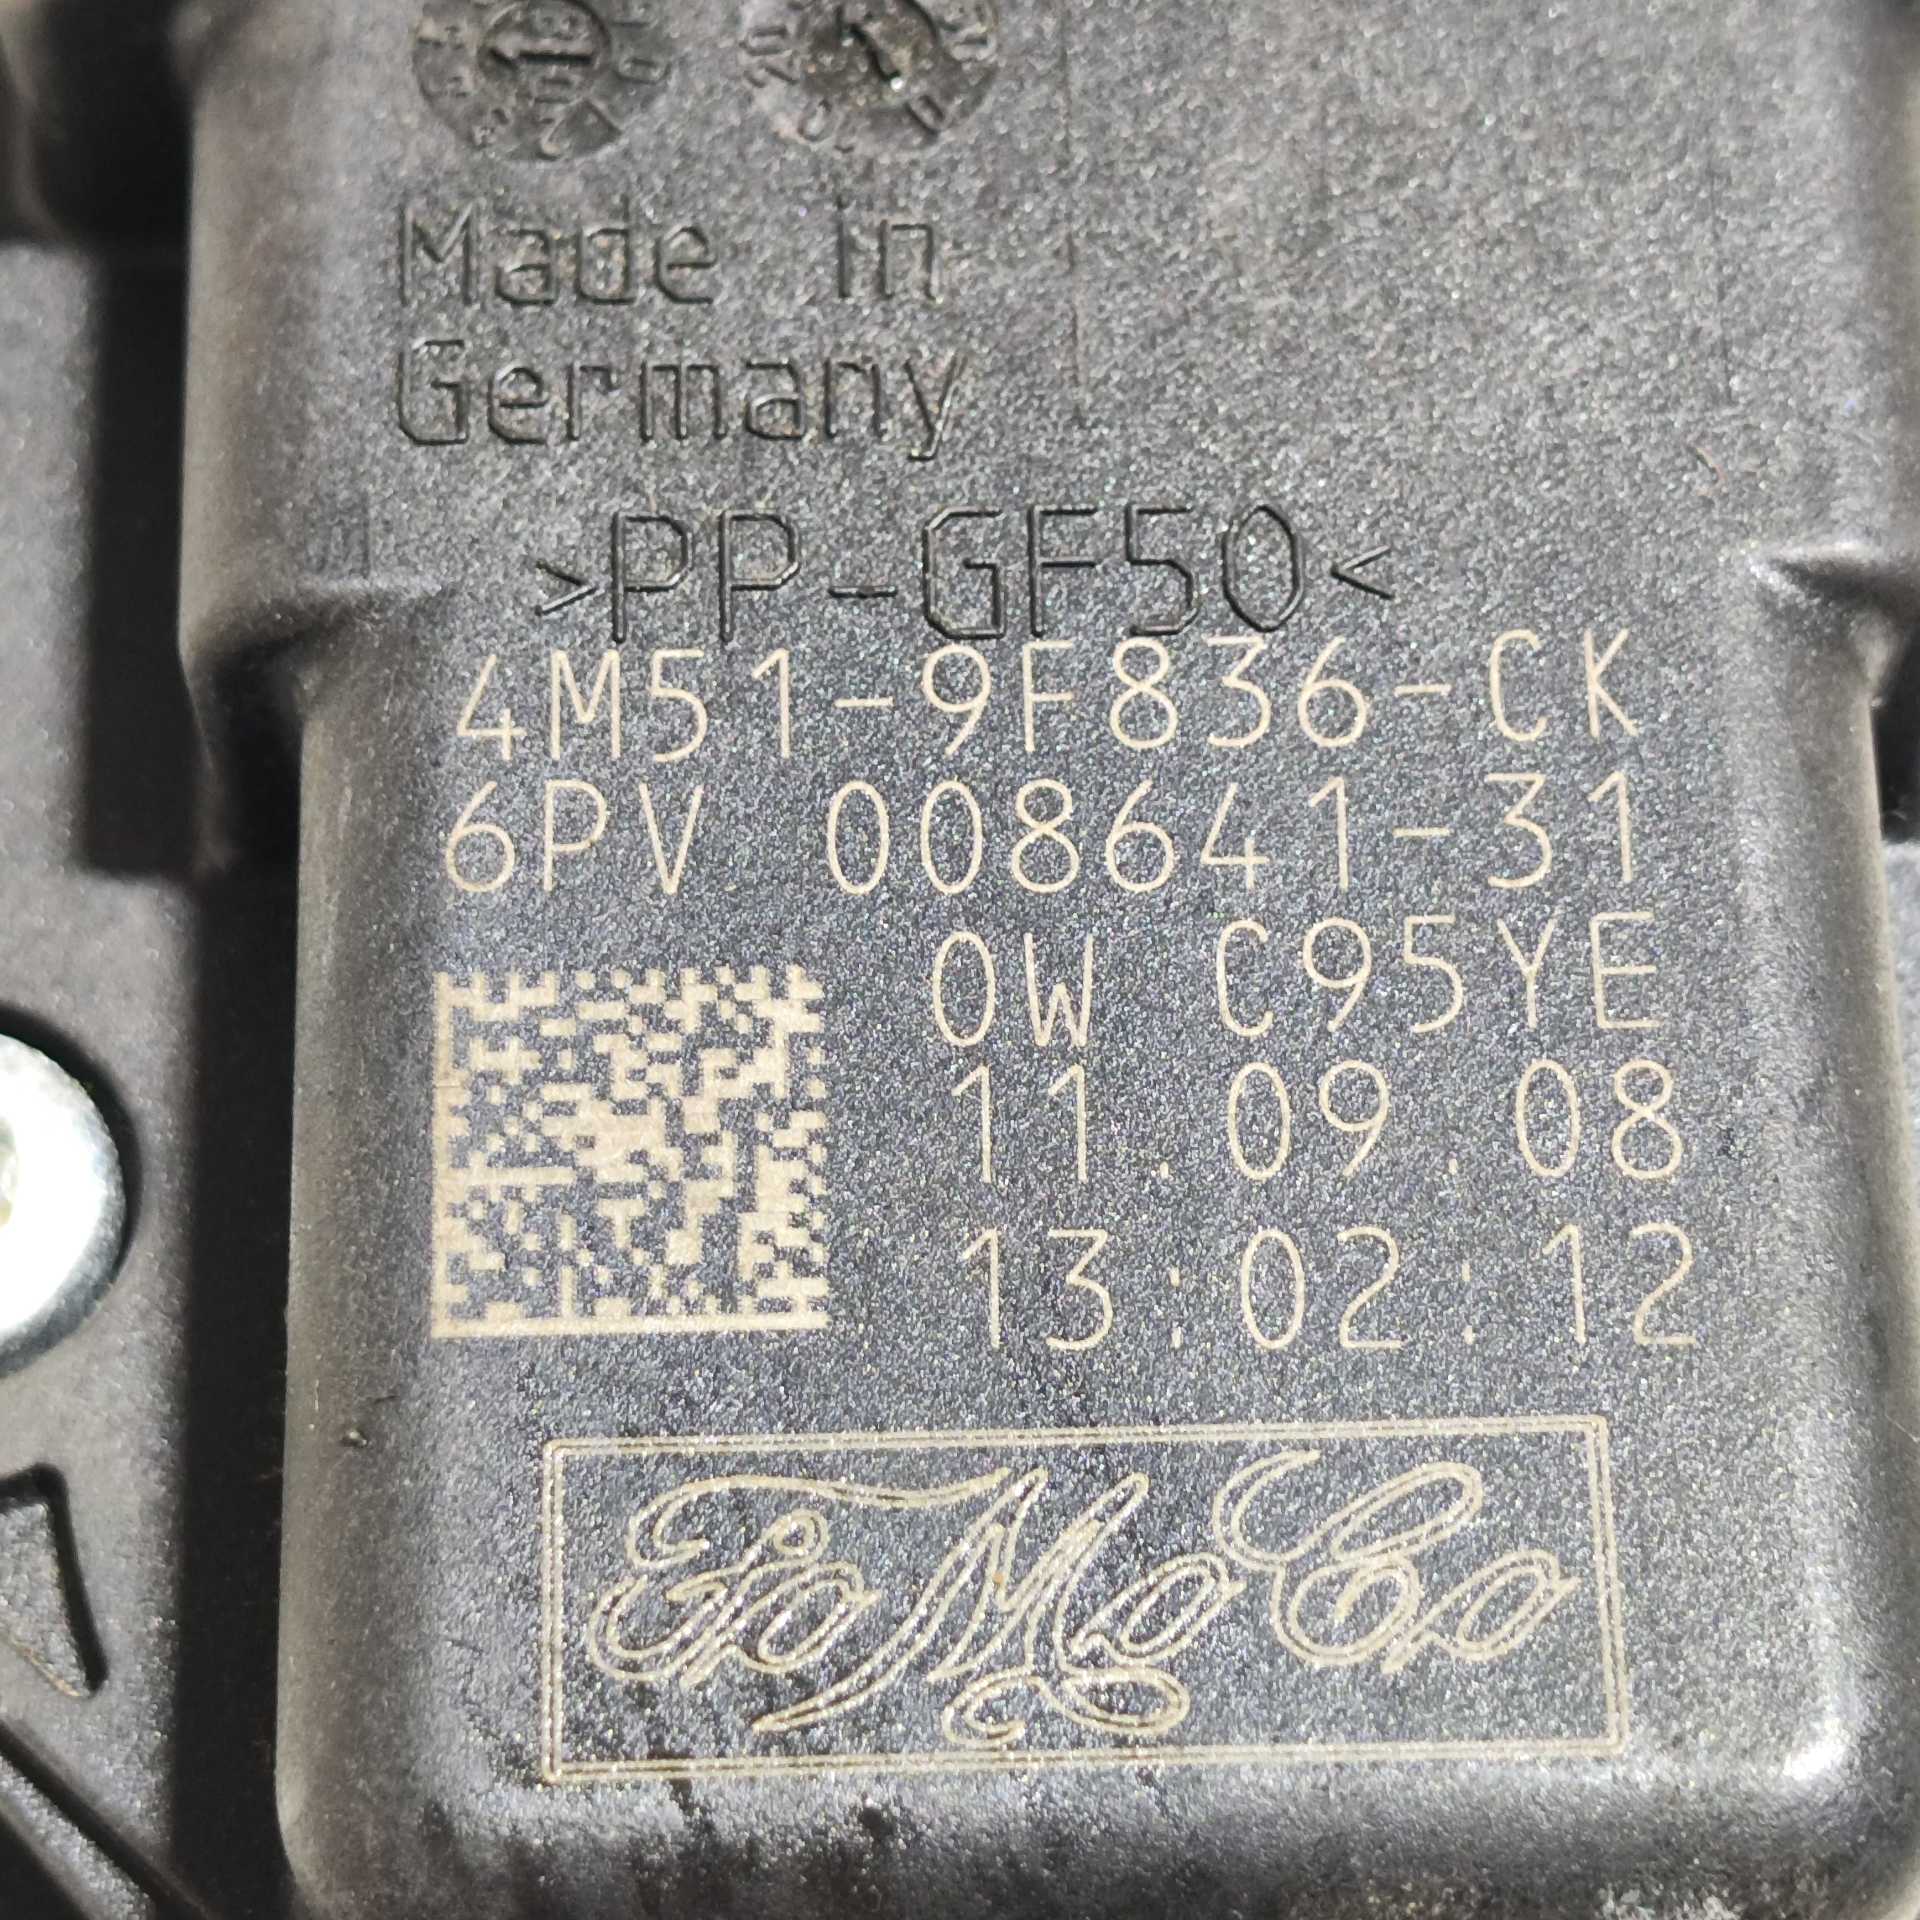 Made in
Germany
>PP-GF50<
4M51-9F836-CK
6PV 008641-31
0W C95YE
11.09.08
13:02:12
FoMoCo